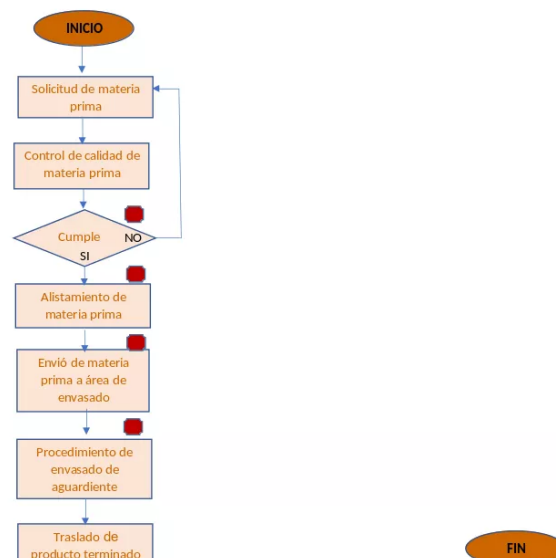 INICIO
Solicitud de materia
prima
Control de calidad de
materia prima
Cumple
NO
SI
Alistamiento de
materia prima
Envió de materia
prima a área de
envasado
Procedimiento de
envasado de
aguardiente
Traslado de
producto terminado
FIN